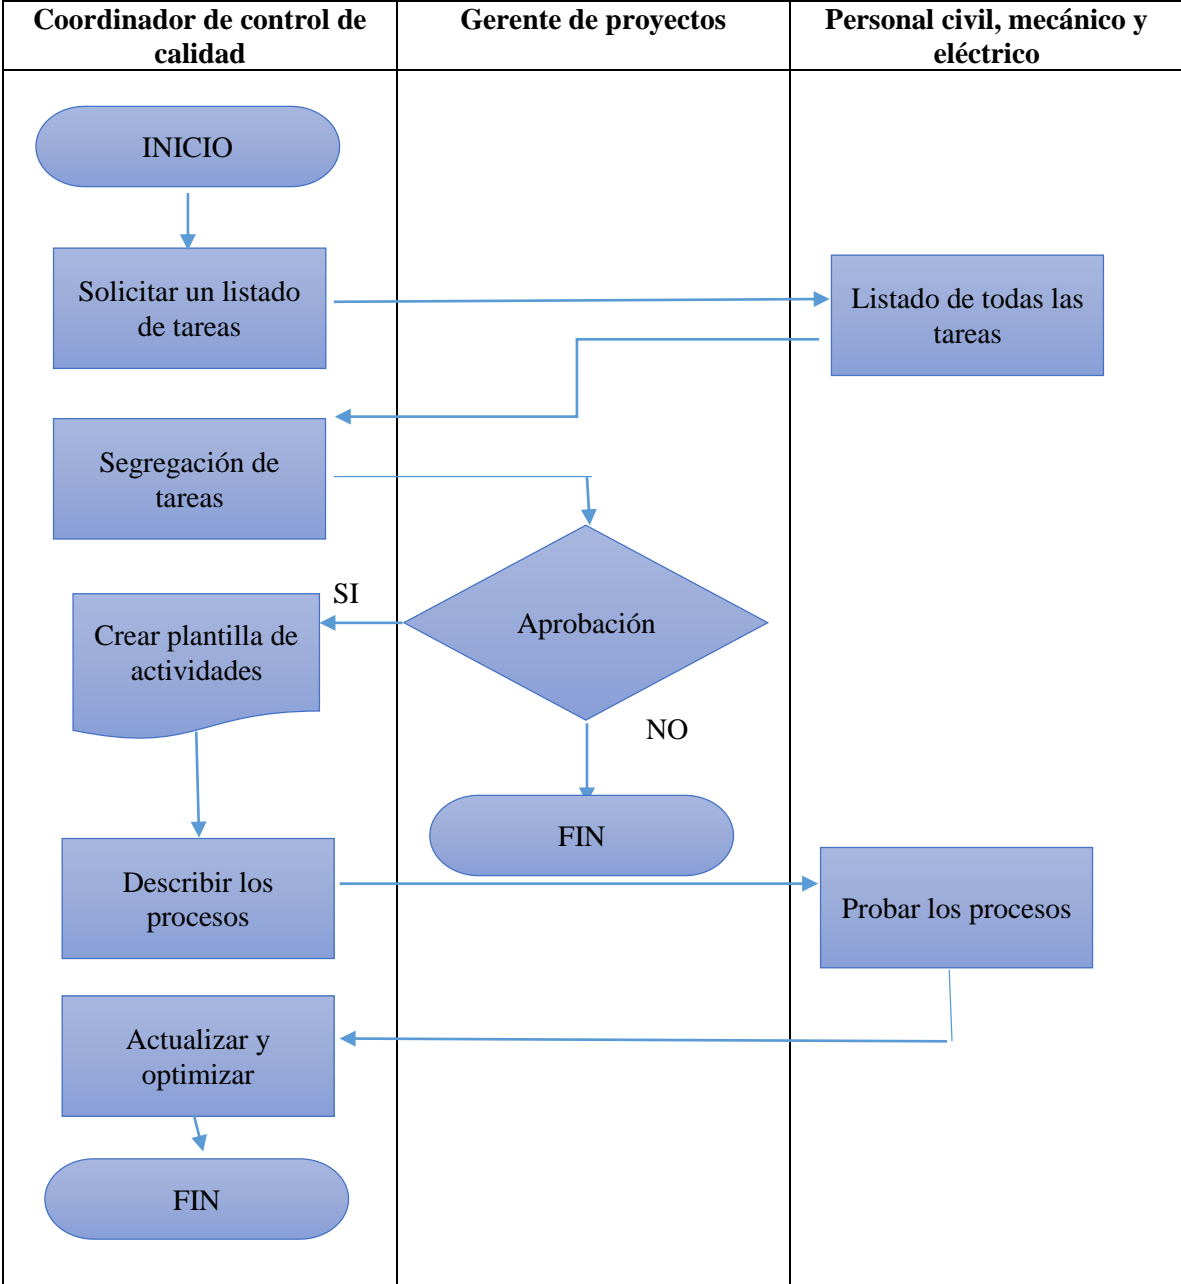 Coordinador de control de
calidad
Gerente de proyectos
Personal civil, mecánico y
eléctrico
INICIO
Solicitar un listado
de tareas
Listado de todas las
tareas
Segregación de
tareas
SI
Aprobación
Crear plantilla de
actividades
NO
FIN
Describir los
procesos
Probar los procesos
Actualizar y
optimizar
FIN